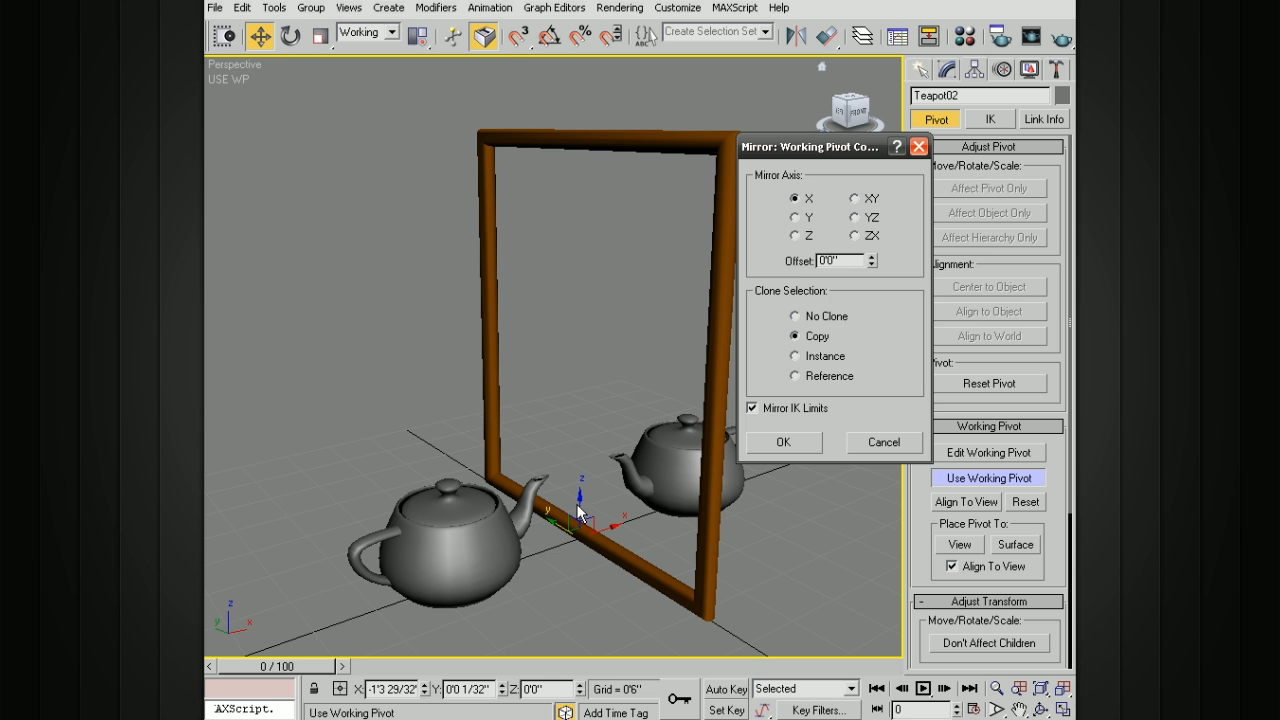 File Edit Tools Group Views Create Modifiers Animation Graph Editors Rendering Customize MAXScript Help
Working
3
ABC
Create Selection Set
Perspective
USE WP
FRONT
Teapot02
Pivot IK Link Info
Mirror: Working Pivot Co... ?
Adjust Pivot
Move/Rotate/Scale:
Mirror Axis:
X XY
Affect Pivot Only
Y YZ
Affect Object Only
Z ZX
Affect Hierarchy Only
Offset: 0'0"
lignment:
Clone Selection:
Center to Object
No Clone
Align to Object
Copy
Align to World
Instance
Pivot:
Reference
Reset Pivot
Mirror IK Limits
Working Pivot
OK Cancel
Edit Working Pivot
Use Working Pivot
Align To View Reset
Place Pivot To:
View Surface
Align To View
- Adjust Transform
Move/Rotate/Scale:
Don't Affect Children
z
y
x
z
y
x
< 0 / 100 >
X: -1'3 29/32" Y: 0'0 1/32" Z: 0'0" Grid = 0'6" Auto Key Selected
AXScript. Use Working Pivot Add Time Tag Set Key Key Filters... 0